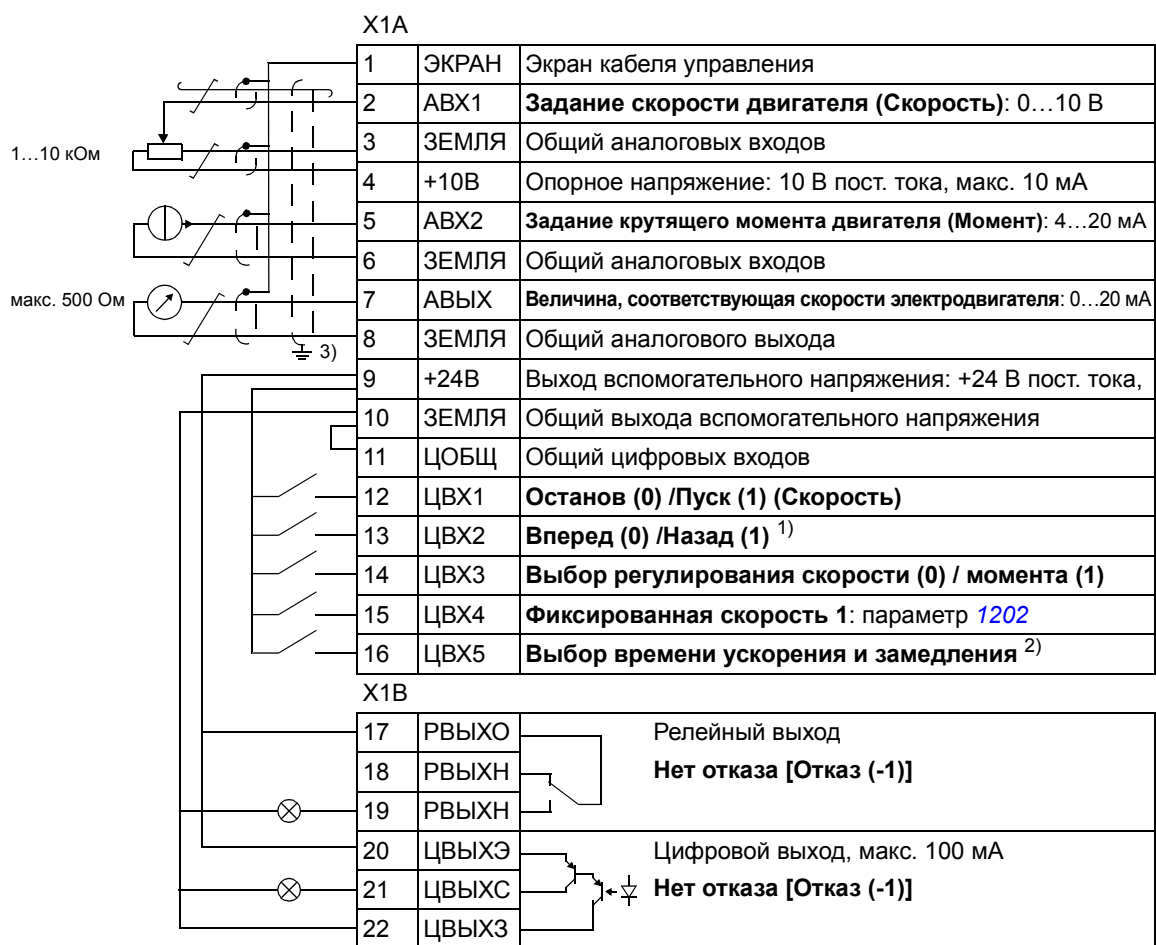 X1A
1 ЭКРАН Экран кабеля управления
2 АВХ1 Задание скорости двигателя (Скорость): 0…10 В
1…10 кОм
3 ЗЕМЛЯ Общий аналоговых входов
4 +10В Опорное напряжение: 10 В пост. тока, макс. 10 мА
5 АВХ2 Задание крутящего момента двигателя (Момент): 4…20 мА
6 ЗЕМЛЯ Общий аналоговых входов
макс. 500 Ом
7 АВЫХ Величина, соответствующая скорости электродвигателя: 0…20 мА
3)
8 ЗЕМЛЯ Общий аналогового выхода
9 +24В Выход вспомогательного напряжения: +24 В пост. тока,
10 ЗЕМЛЯ Общий выхода вспомогательного напряжения
11 ЦОБЩ Общий цифровых входов
12 ЦВХ1 Останов (0) /Пуск (1) (Скорость)
13 ЦВХ2 Вперед (0) /Назад (1) 1)
14 ЦВХ3 Выбор регулирования скорости (0) / момента (1)
15 ЦВХ4 Фиксированная скорость 1: параметр 1202
16 ЦВХ5 Выбор времени ускорения и замедления 2)
X1B
17 РВЫХО Релейный выход
18 РВЫХН Нет отказа [Отказ (-1)]
19 РВЫХН
20 ЦВЫХЭ Цифровой выход, макс. 100 мА
21 ЦВЫХС Нет отказа [Отказ (-1)]
22 ЦВЫХЗ